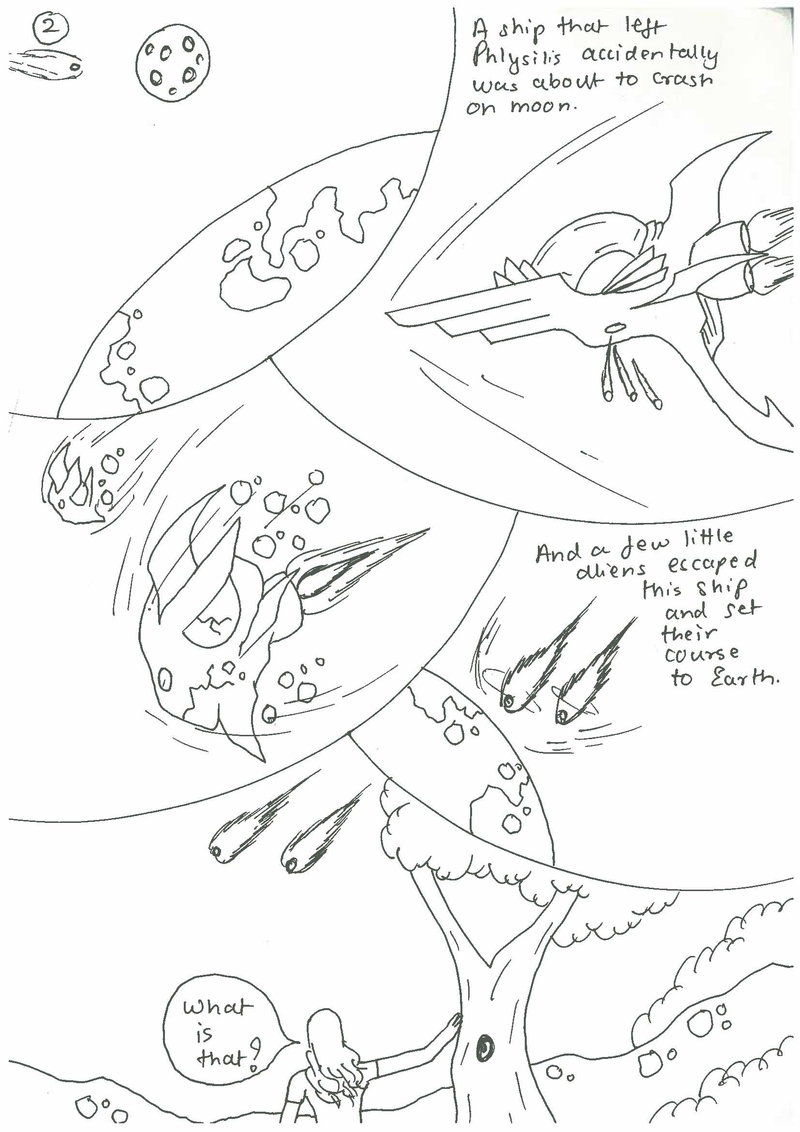 2
A ship that left
Phlysilis accidentally
was about to crash
on moon.
And a few little
aliens escaped
this ship
and set
their
course
to Earth.
What
is
that?